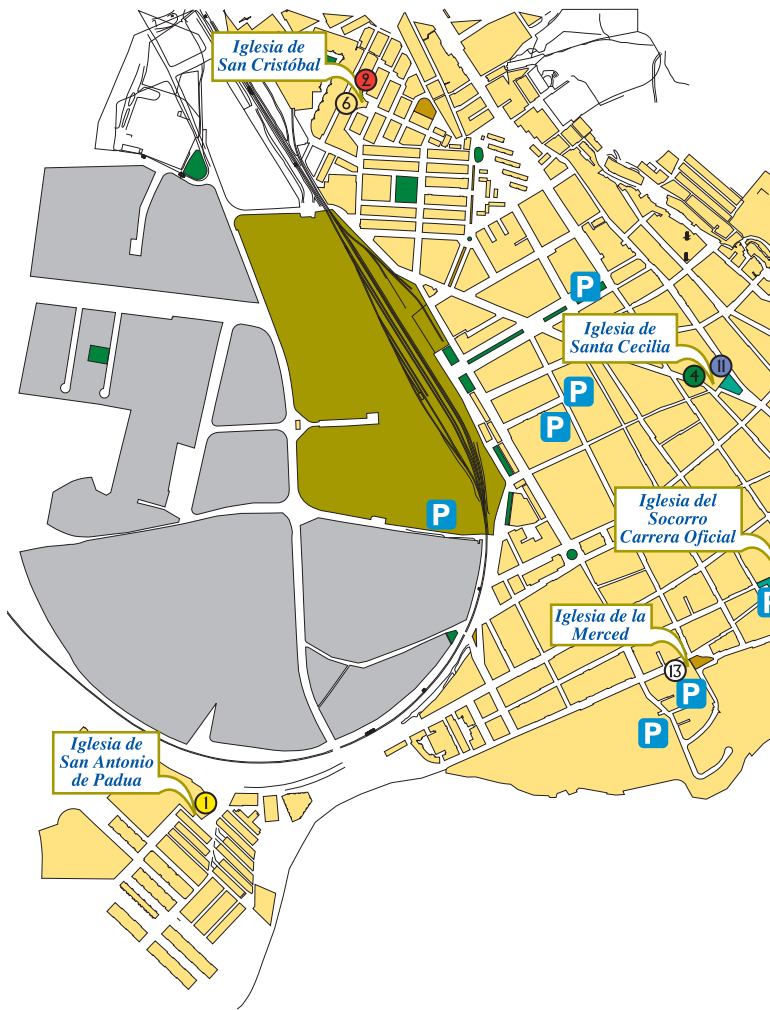 Iglesia de
San Cristóbal
2
6
P
Iglesia de
Santa Cecilia
4
11
P
P
Iglesia del
Socorro
Carrera Oficial
P
P
Iglesia de la
Merced
13
P
P
Iglesia de
San Antonio
de Padua
1